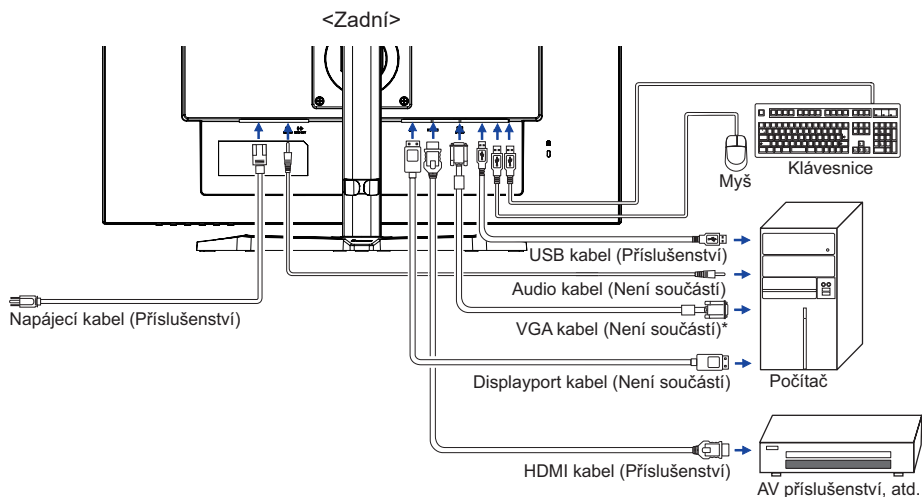 <Zadní>
Klávesnice
Myš
USB kabel (Příslušenství)
Audio kabel (Není součástí)
Napájecí kabel (Příslušenství)
VGA kabel (Není součástí)*
Displayport kabel (Není součástí)
Počítač
HDMI kabel (Příslušenství)
AV příslušenství, atd.